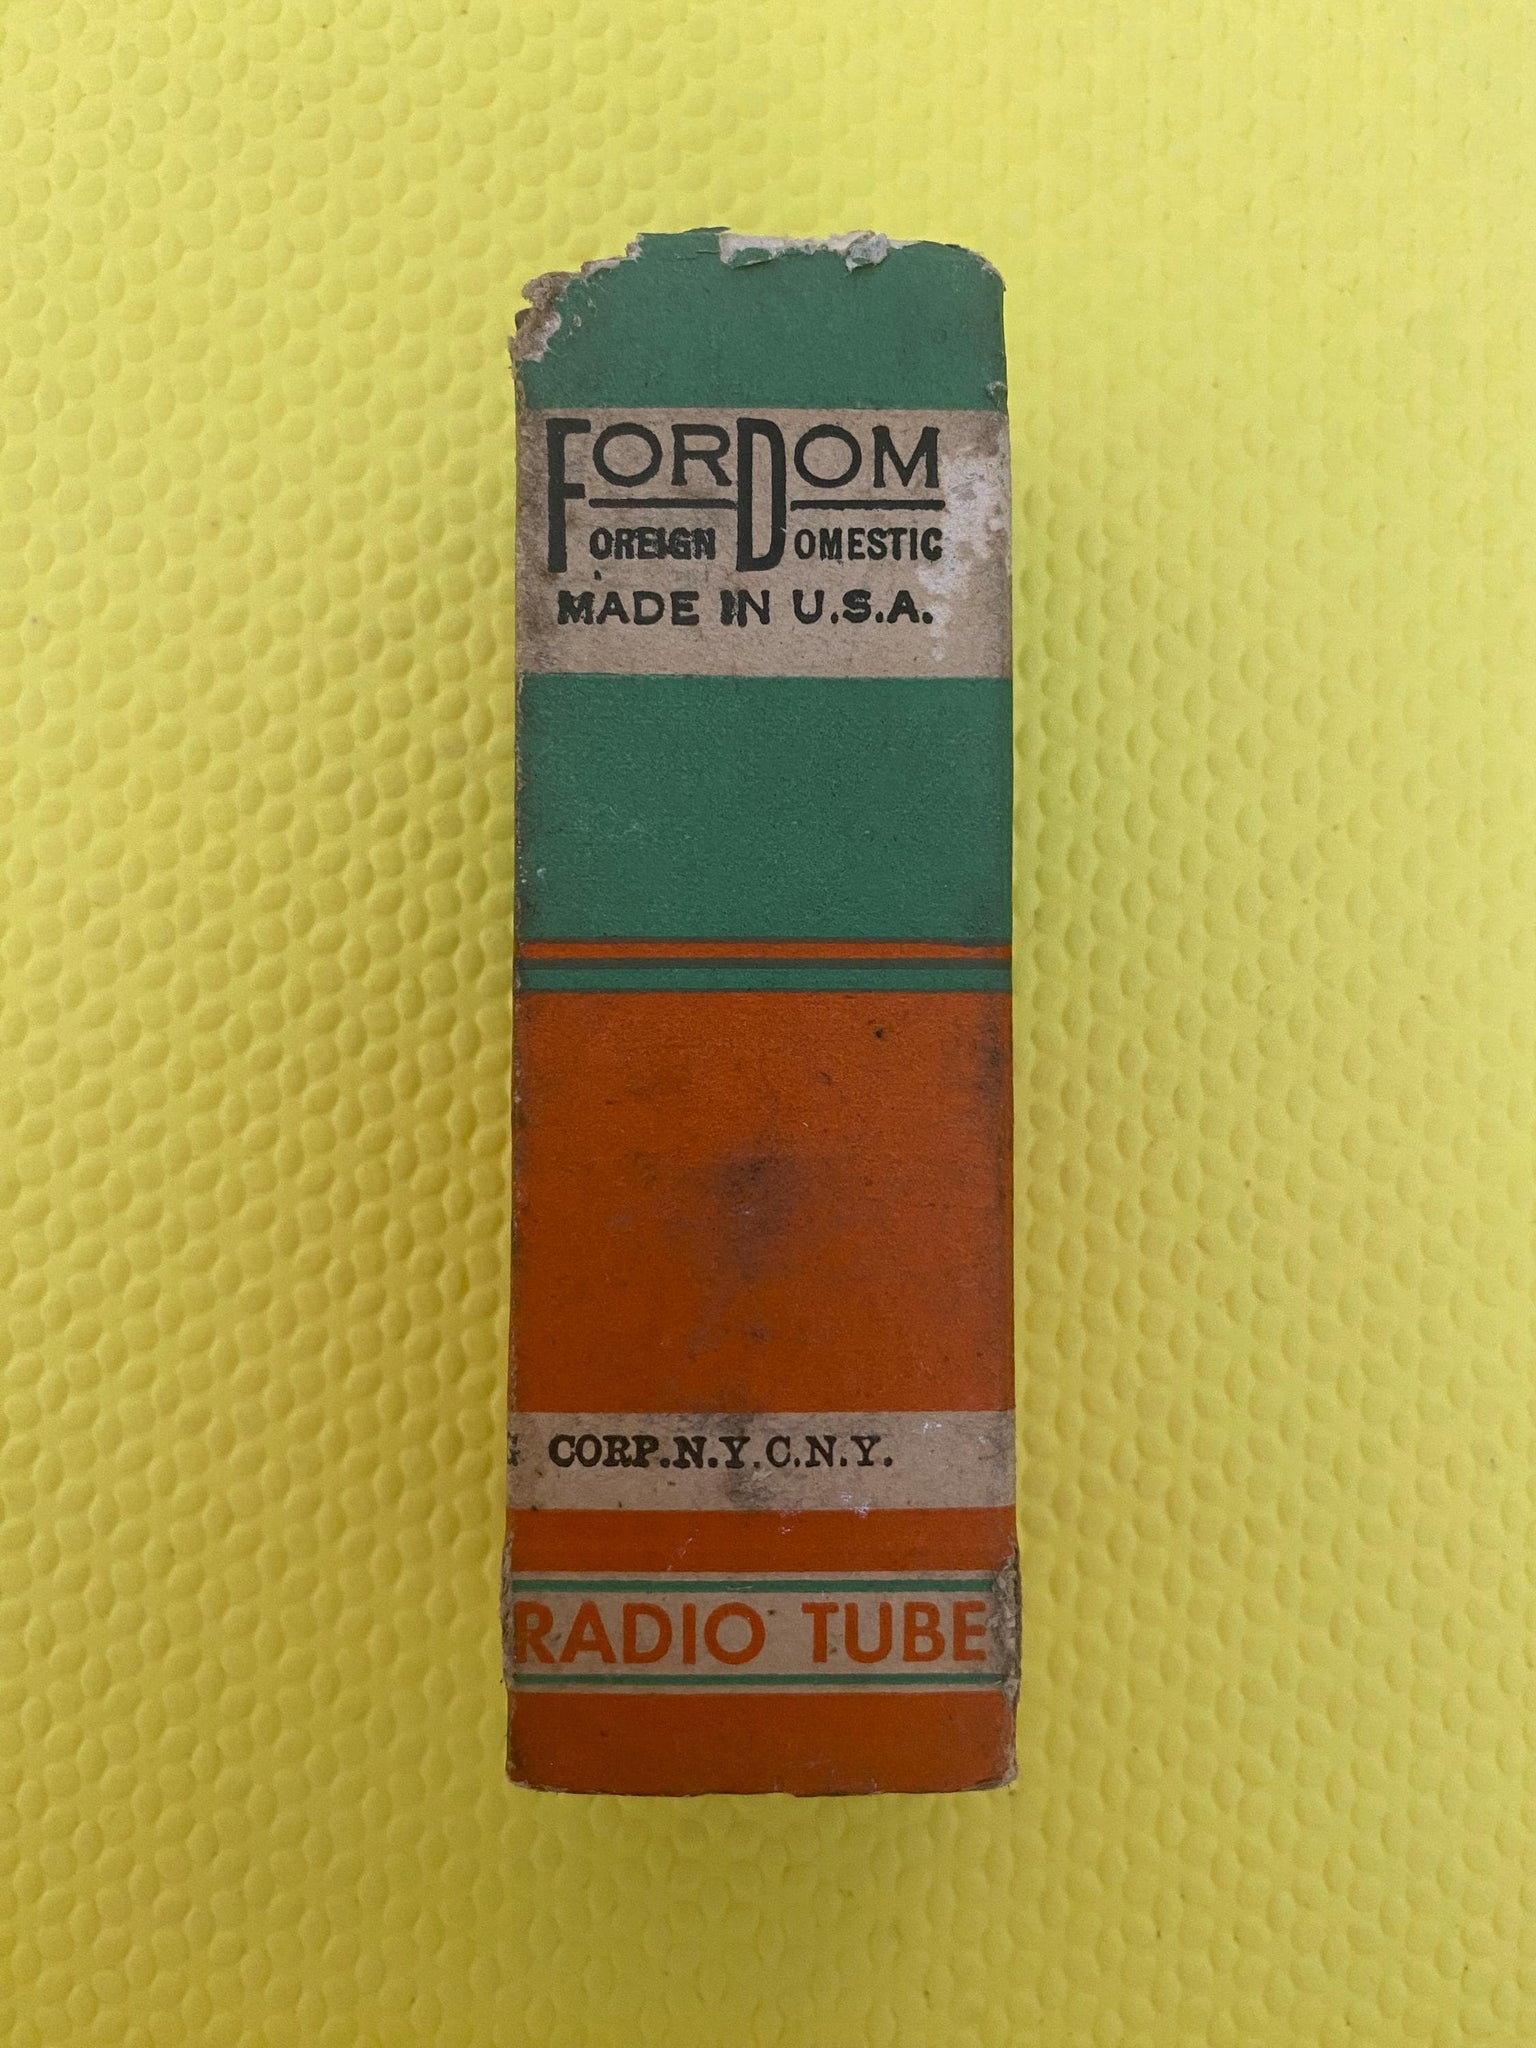 FORDOM
FOREIGN DOMESTIC
MADE IN U.S.A.
G CORP.N.Y.C.N.Y.
RADIO TUBE